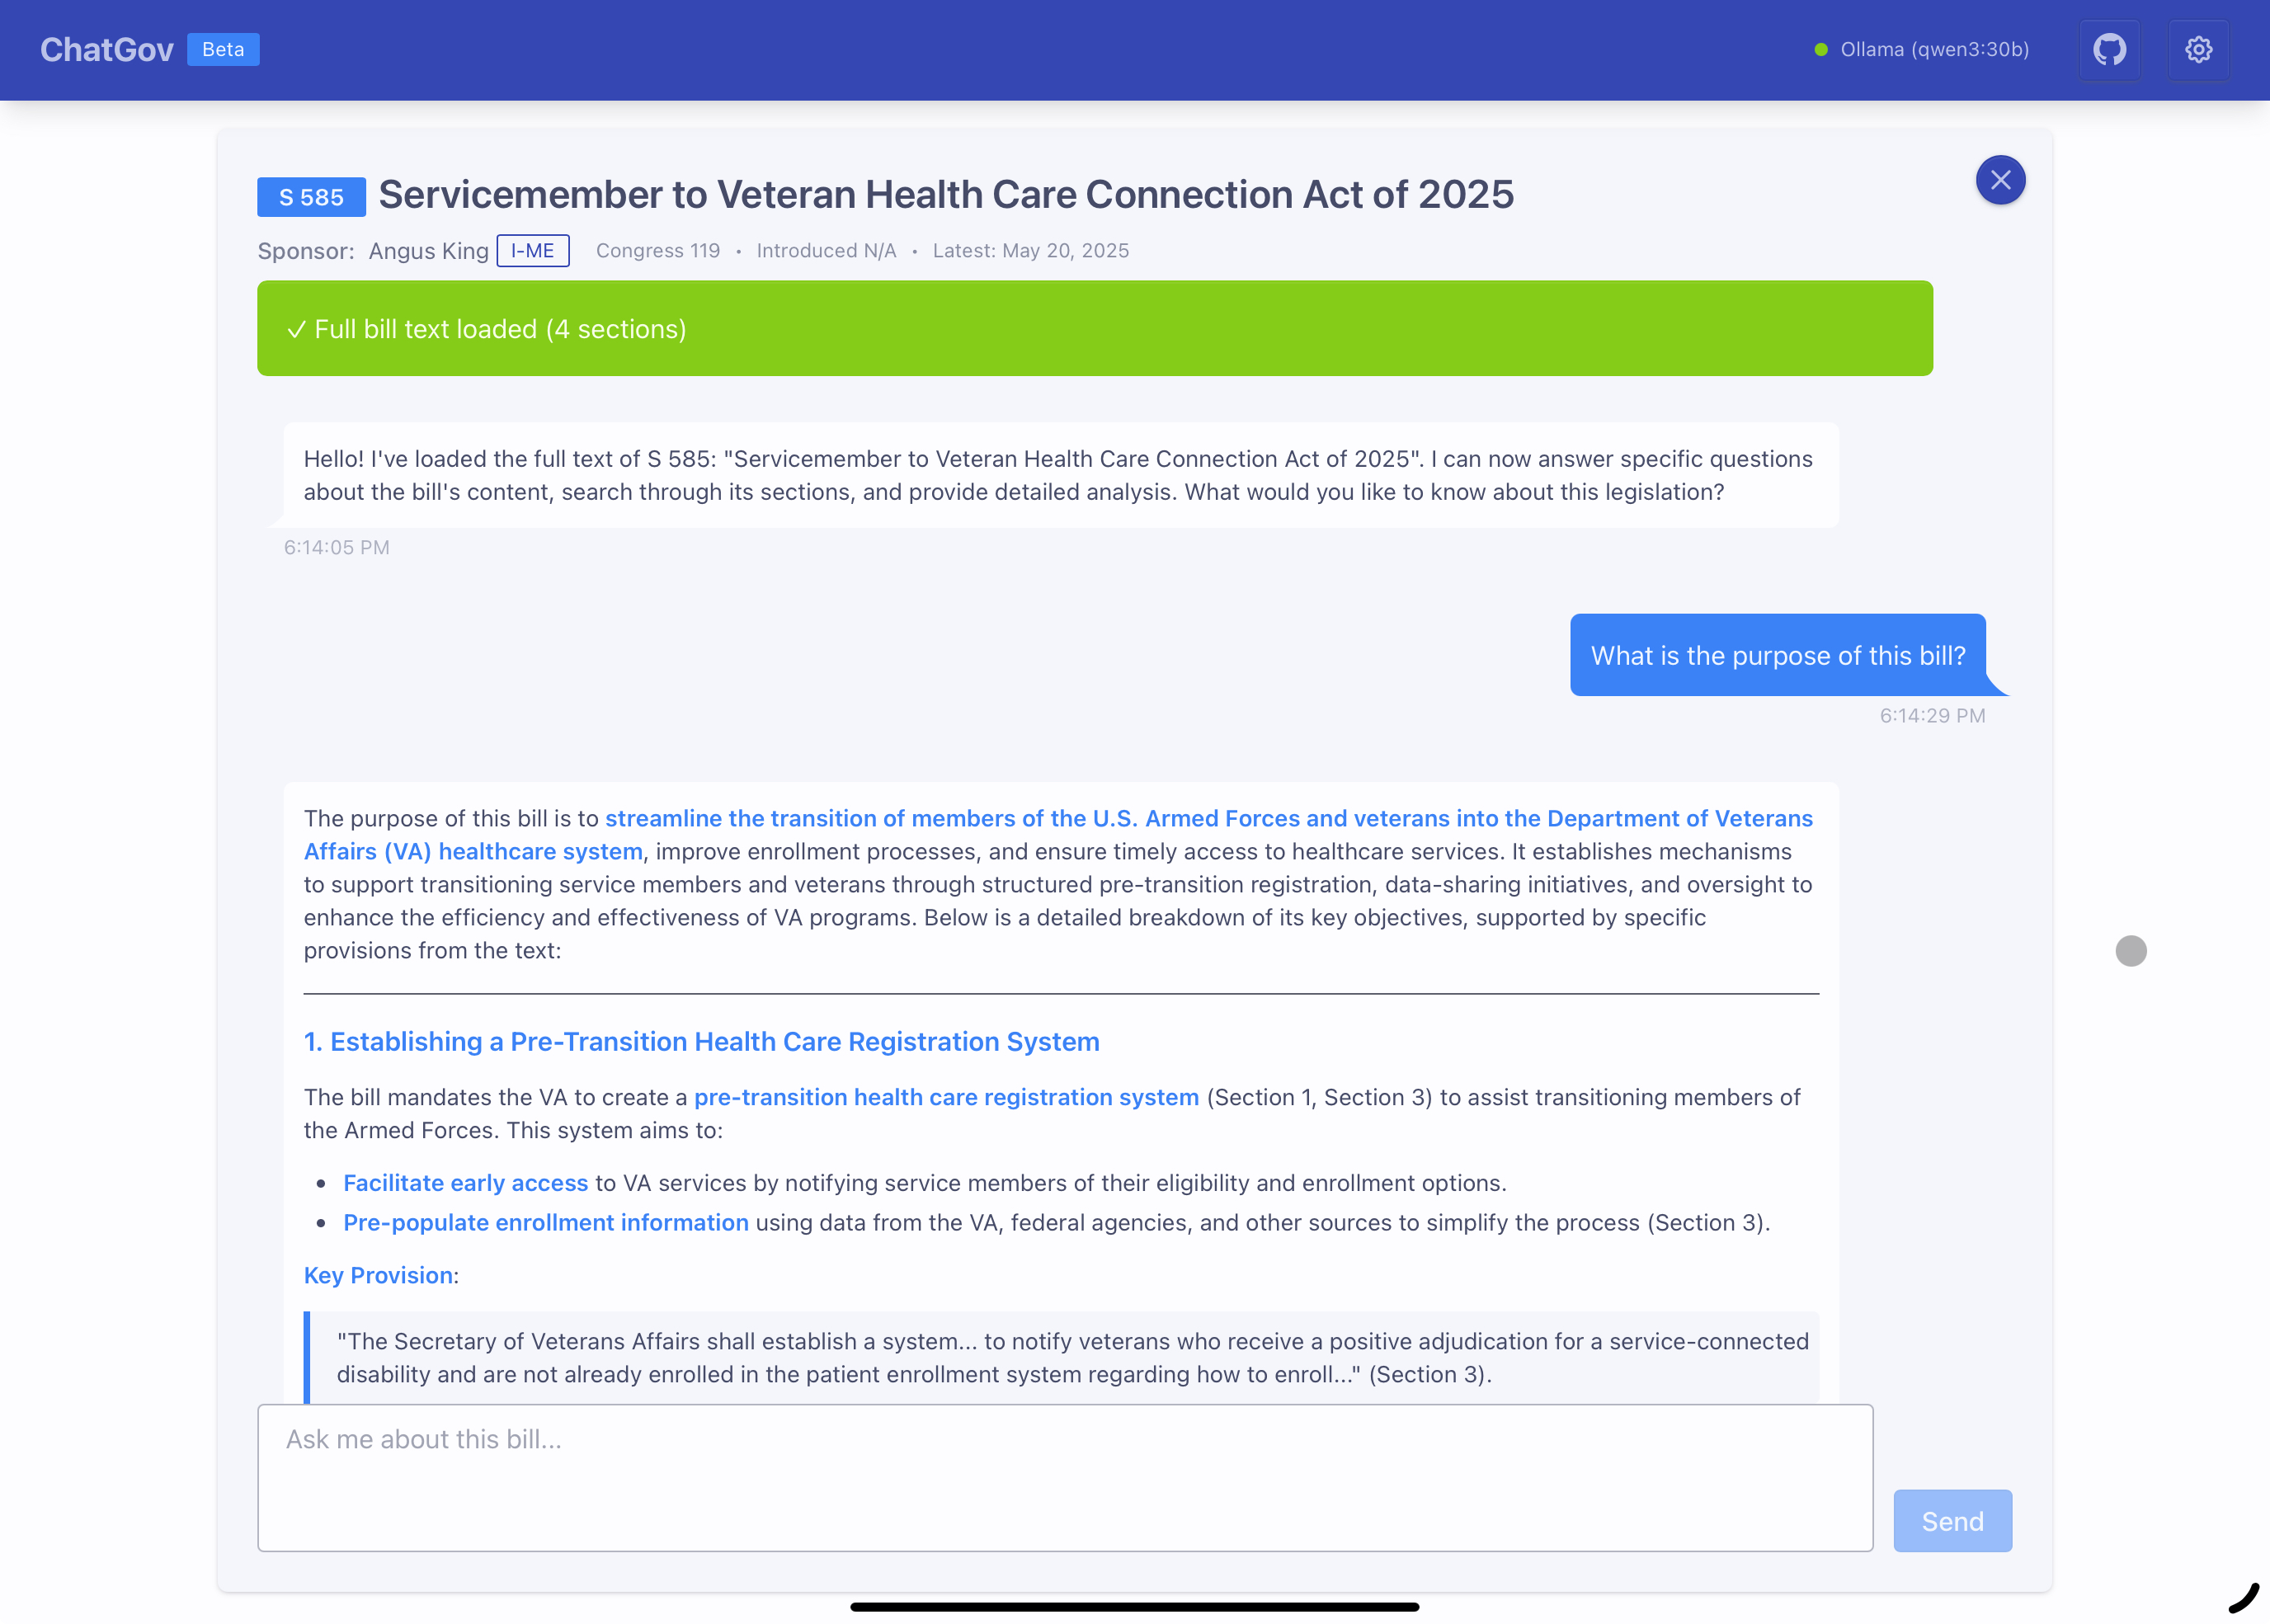 ChatGov Beta Ollama (qwen3:30b)
S 585 Servicemember to Veteran Health Care Connection Act of 2025
Sponsor: Angus King I-ME Congress 119 • Introduced N/A • Latest: May 20, 2025
✓ Full bill text loaded (4 sections)
Hello! I've loaded the full text of S 585: "Servicemember to Veteran Health Care Connection Act of 2025". I can now answer specific questions
about the bill's content, search through its sections, and provide detailed analysis. What would you like to know about this legislation?
6:14:05 PM
What is the purpose of this bill?
6:14:29 PM
The purpose of this bill is to streamline the transition of members of the U.S. Armed Forces and veterans into the Department of Veterans
Affairs (VA) healthcare system, improve enrollment processes, and ensure timely access to healthcare services. It establishes mechanisms
to support transitioning service members and veterans through structured pre-transition registration, data-sharing initiatives, and oversight to
enhance the efficiency and effectiveness of VA programs. Below is a detailed breakdown of its key objectives, supported by specific
provisions from the text:
1. Establishing a Pre-Transition Health Care Registration System
The bill mandates the VA to create a pre-transition health care registration system (Section 1, Section 3) to assist transitioning members of
the Armed Forces. This system aims to:
• Facilitate early access to VA services by notifying service members of their eligibility and enrollment options.
• Pre-populate enrollment information using data from the VA, federal agencies, and other sources to simplify the process (Section 3).
Key Provision:
"The Secretary of Veterans Affairs shall establish a system... to notify veterans who receive a positive adjudication for a service-connected
disability and are not already enrolled in the patient enrollment system regarding how to enroll..." (Section 3).
Ask me about this bill...
Send